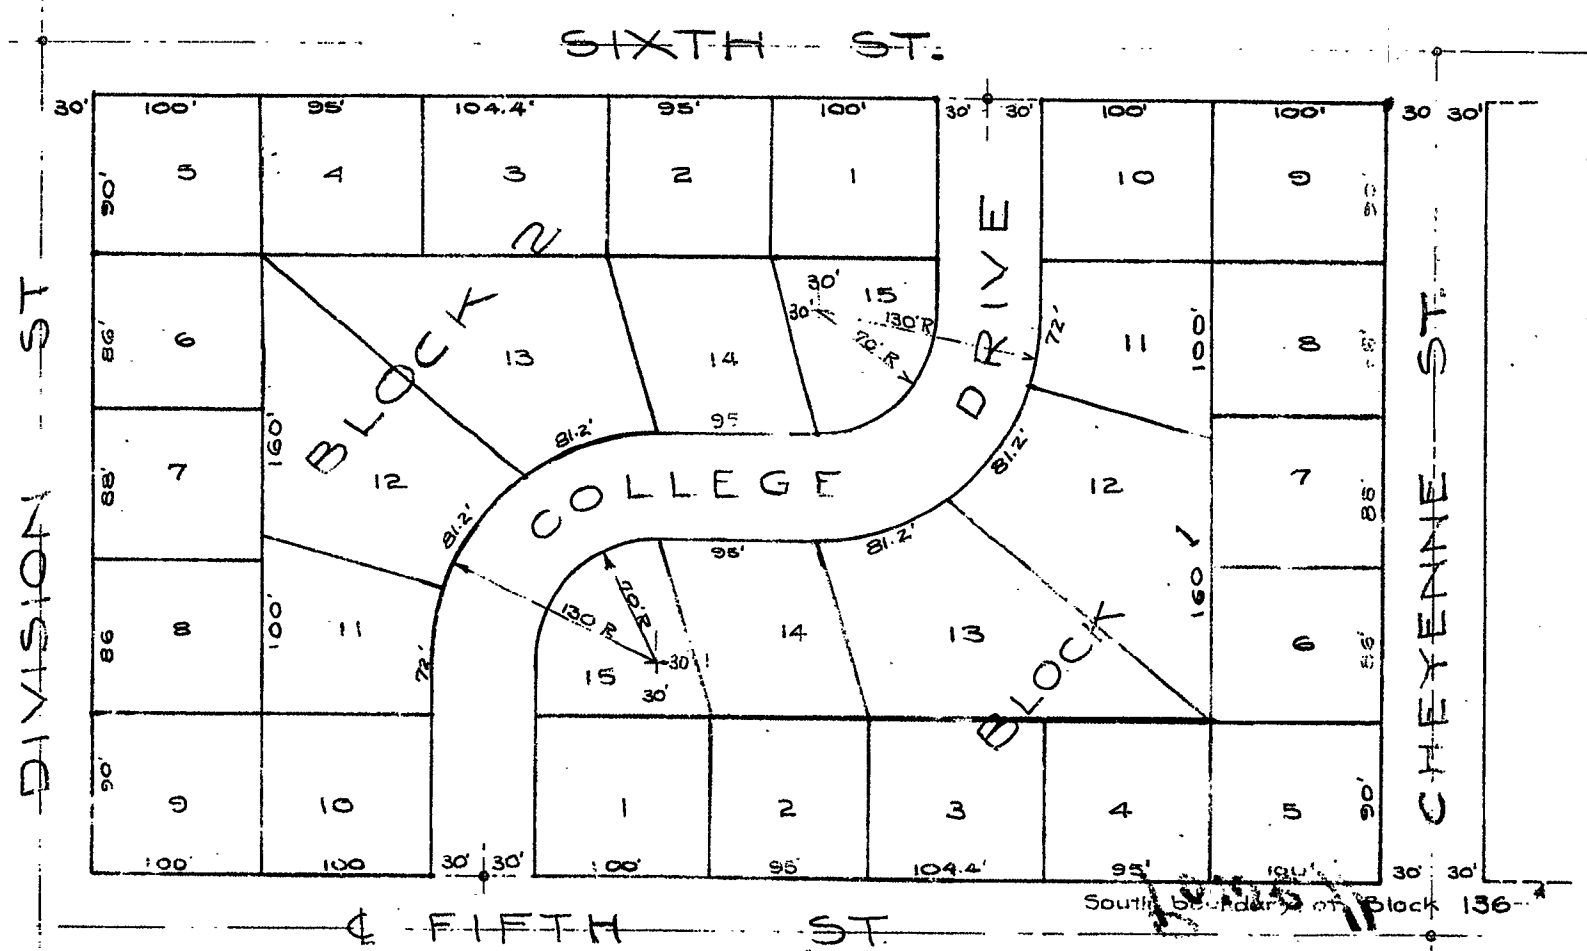 SIXTH ST.
30' 100' 95' 104.4' 95' 100' 30' 30' 100' 100' 30 30'
5 4 3 2 1 10 9
90'
DRIVE
BLOCK 2
30' 15
30' 130'R
70' R
6 13 14 72' 11 100' 8
86'
DIVISION ST
CHEYENNE ST.
160' 81.2' 95
7 12 81.2' 12 7
88' 88'
COLLEGE
81.2' 95' 81.2'
BLOCK 1
160
8 11 130 R 70' R 14 13 6
86 100' 86'
72' 15 30'
30'
90' 90'
9 10 1 2 3 4 5
100' 100 30' 30' 100' 95' 104.4' 95' 100' 30' 30'
South boundary of Block 136
℄ FIFTH ST.